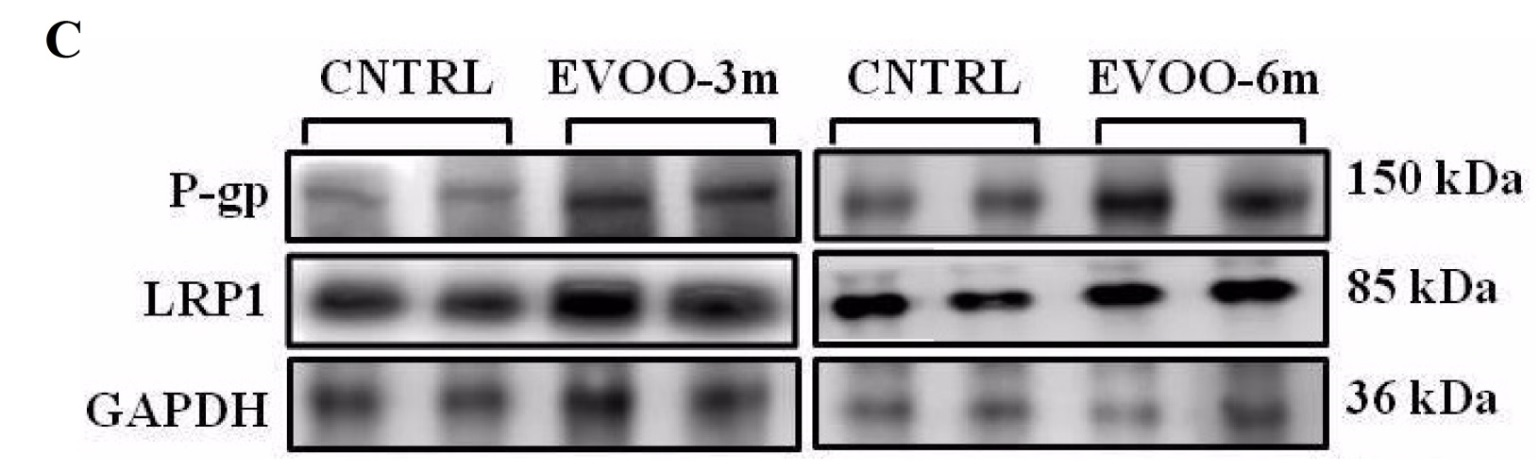 C
CNTRL EVOO-3m CNTRL EVOO-6m
P-gp 150 kDa
LRP1 85 kDa
GAPDH 36 kDa